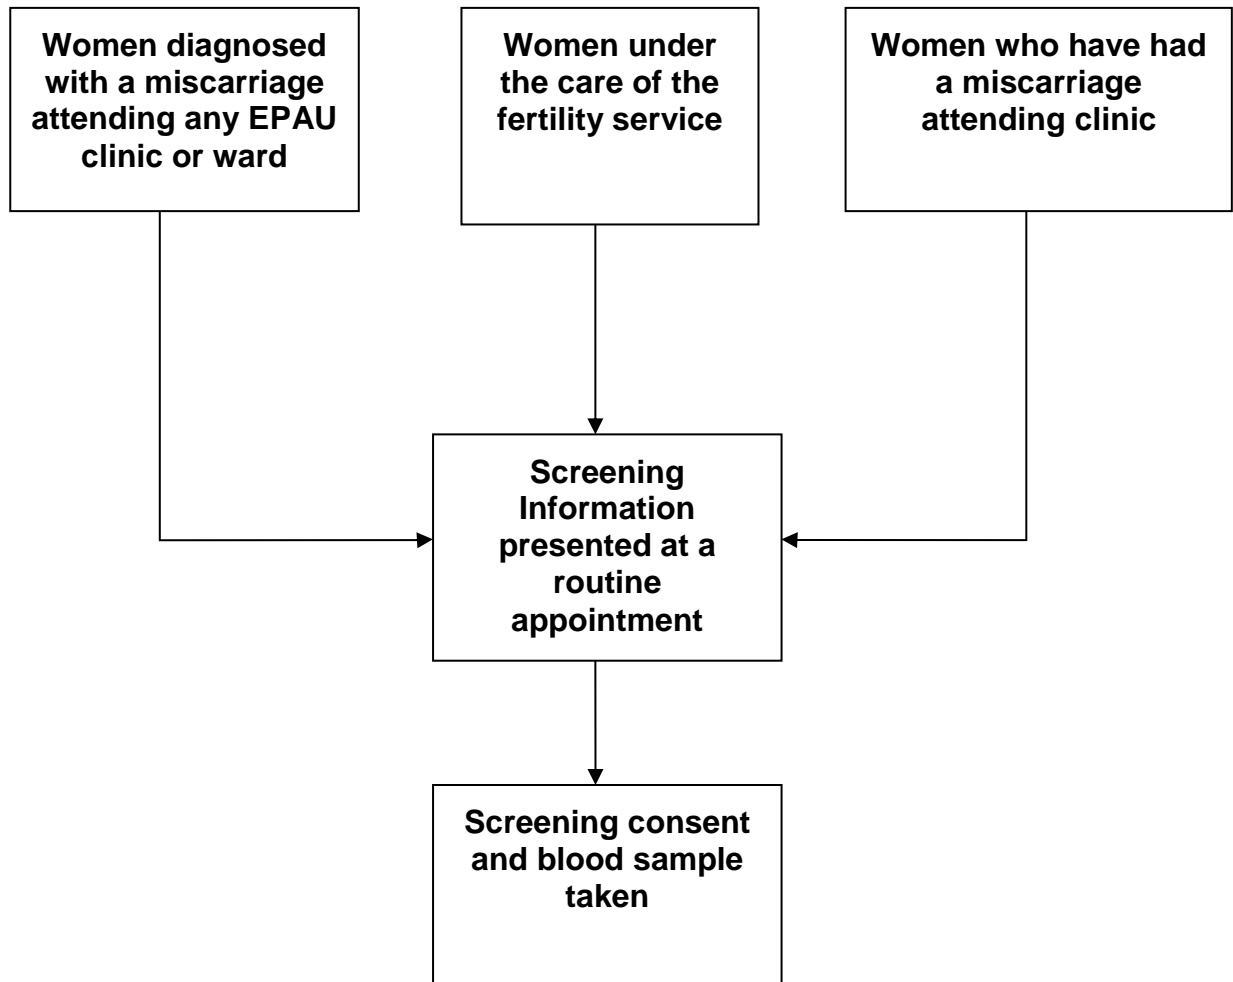 Women diagnosed
with a miscarriage
attending any EPAU
clinic or ward
Women under
the care of the
fertility service
Women who have had
a miscarriage
attending clinic
Screening
Information
presented at a
routine
appointment
Screening consent
and blood sample
taken